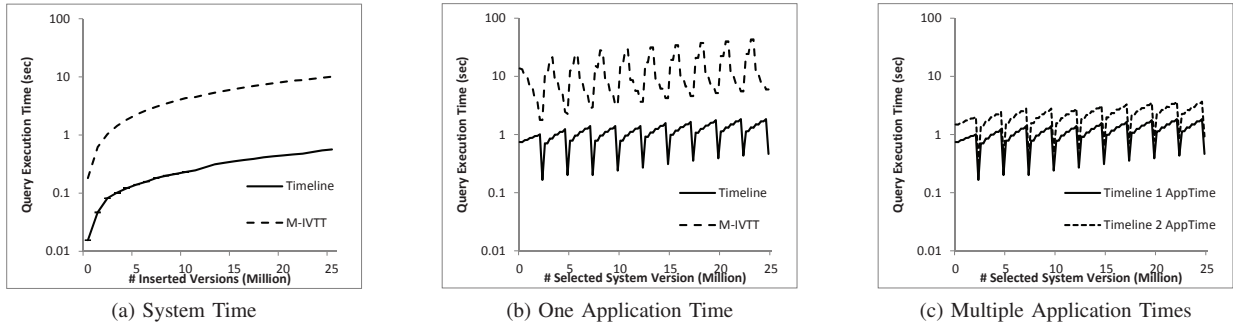 Query Execution Time (sec)
100
10
1
0.1
0.01
0
5
10
15
20
25
# Inserted Versions (Million)
Timeline
M-IVTT
(a) System Time
Query Execution Time (sec)
100
10
1
0.1
0.01
0
5
10
15
20
25
# Selected System Version (Million)
Timeline
M-IVTT
(b) One Application Time
Query Execution Time (sec)
100
10
1
0.1
0.01
0
5
10
15
20
25
# Selected System Version (Million)
Timeline 1 AppTime
Timeline 2 AppTime
(c) Multiple Application Times